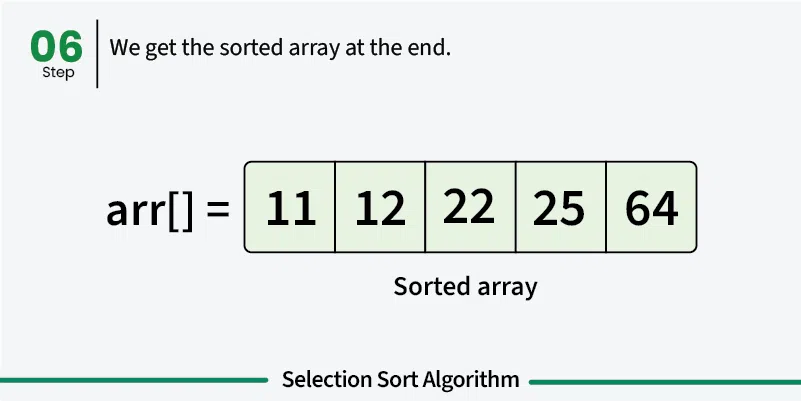 06
Step
We get the sorted array at the end.
arr[] = 11 12 22 25 64
Sorted array
Selection Sort Algorithm